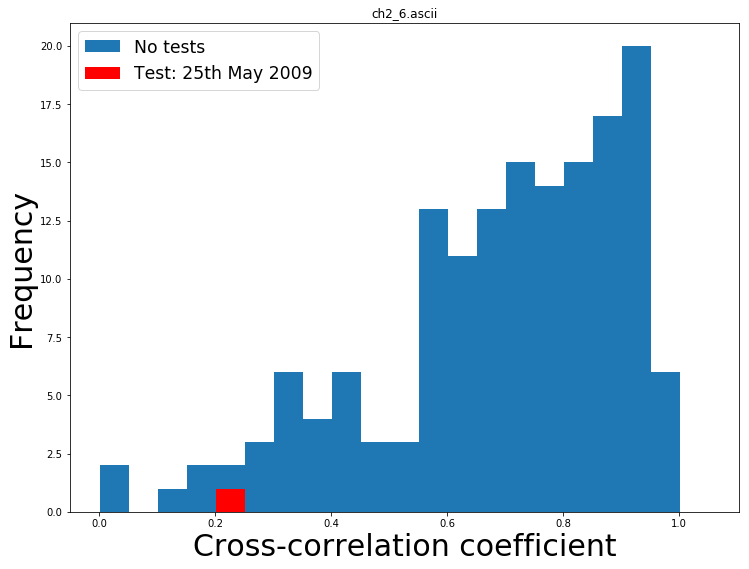 ch2_6.ascii
No tests
Test: 25th May 2009
Frequency
20.0
17.5
15.0
12.5
10.0
7.5
5.0
2.5
0.0
0.0 0.2 0.4 0.6 0.8 1.0
Cross-correlation coefficient